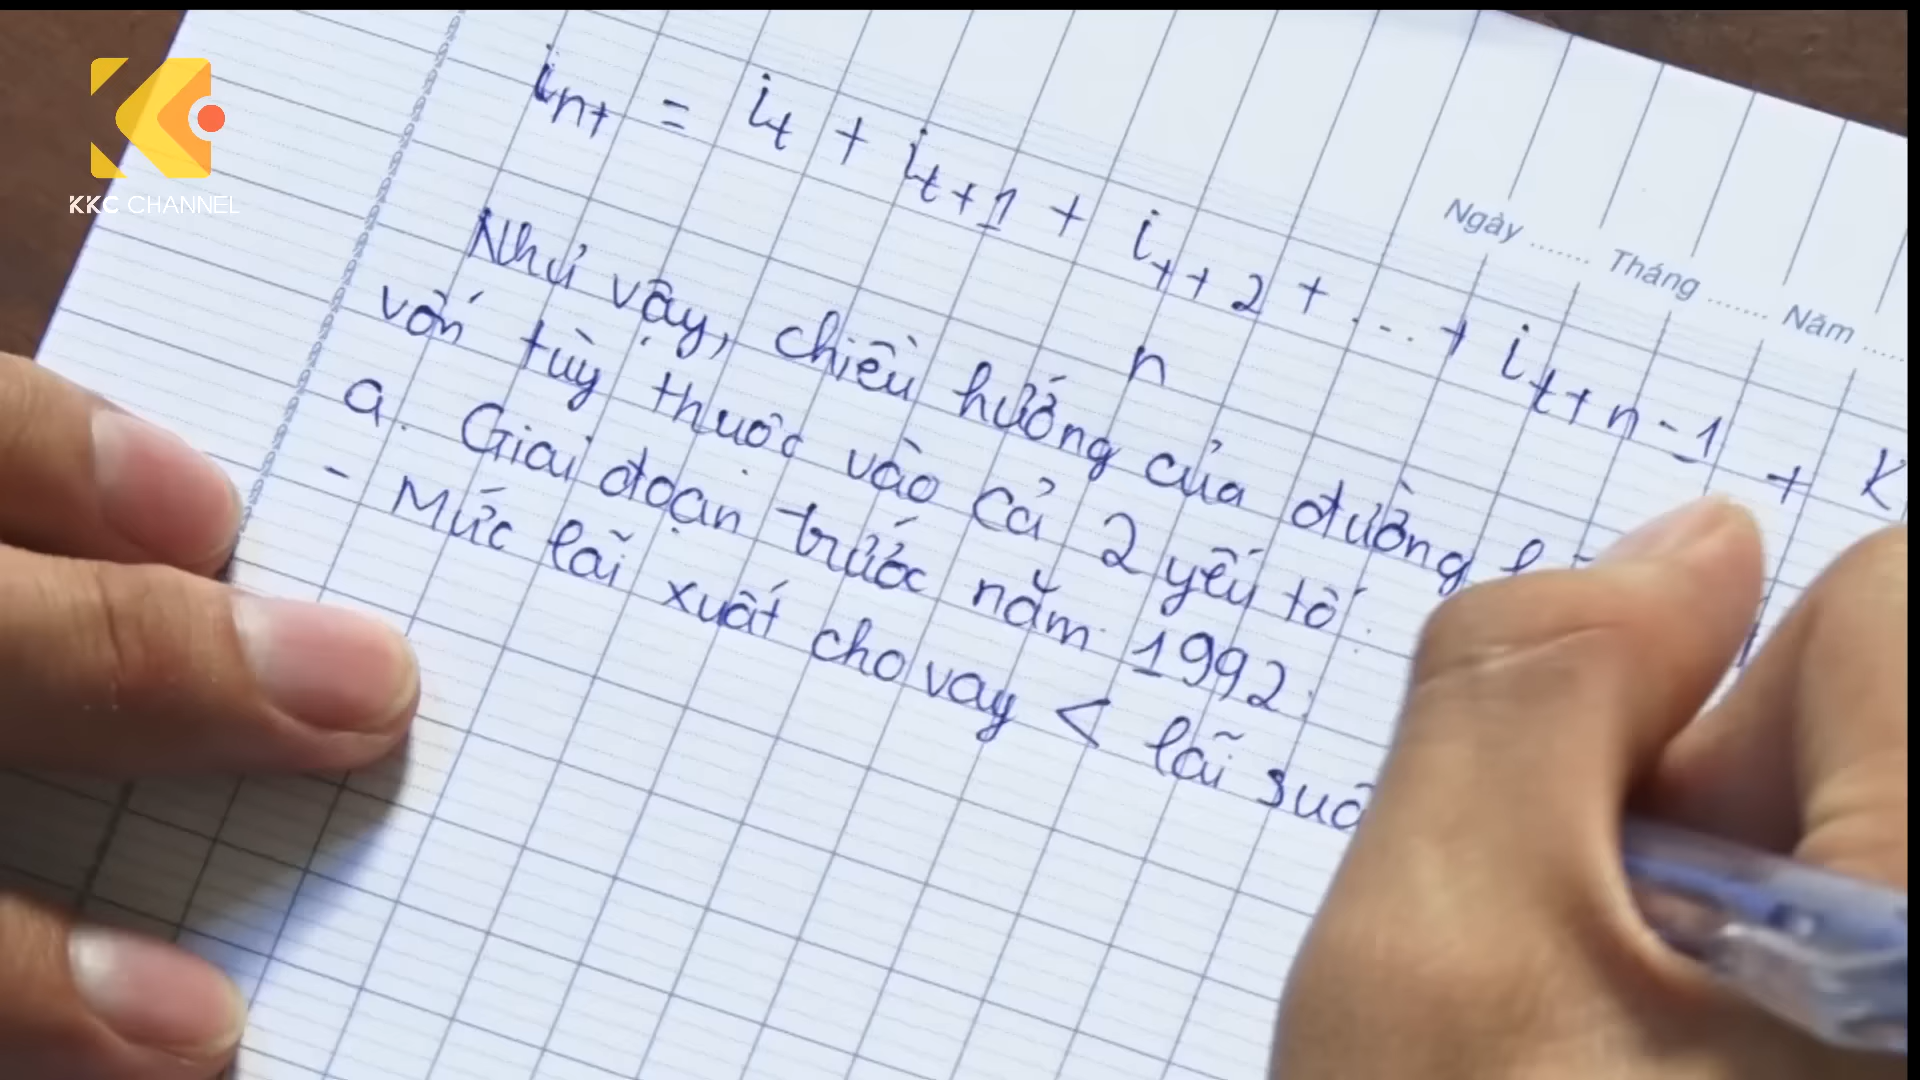 KKC CHANNEL
Ngày ...... Tháng ...... Năm ......
int = it + it+1 + it+2 + ... + it+n-1 + K
n
Như vậy, chiều hướng của đường
vốn tùy thuộc vào cả 2 yếu tố:
a. Giai đoạn trước năm 1992:
- Mức lãi xuất cho vay < lãi